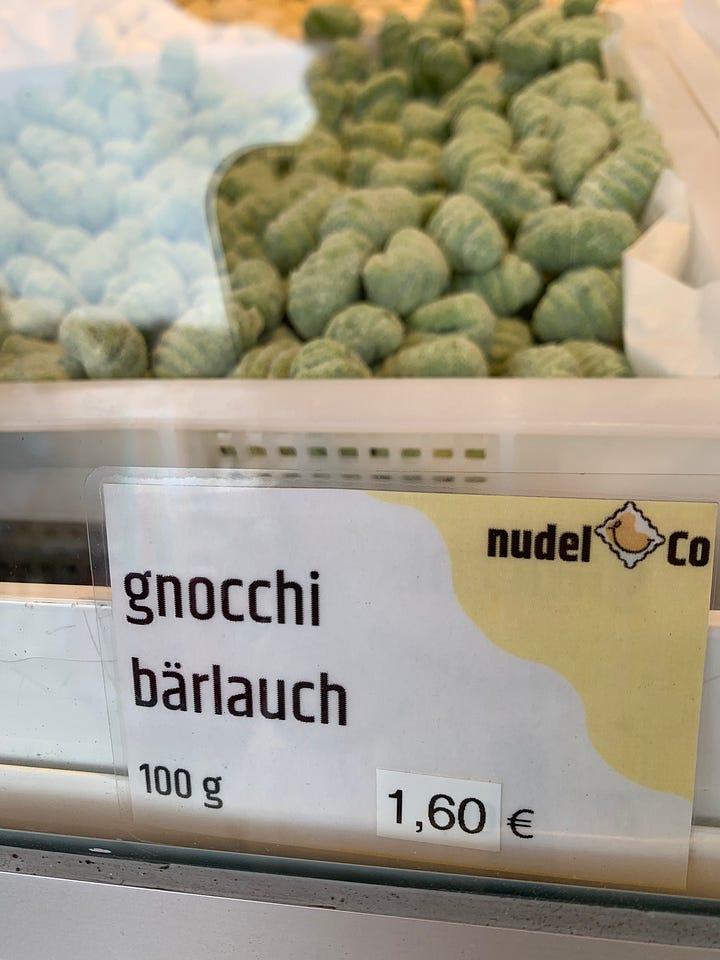 nudel Co
gnocchi
bärlauch
100 g
1,60 €